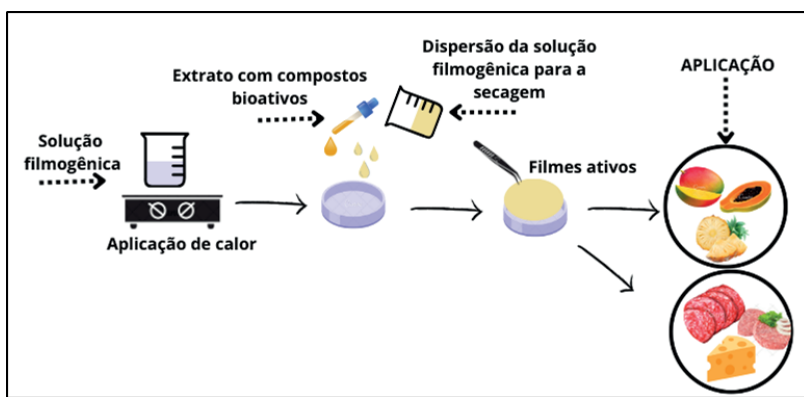 Solução
filmogênica
Aplicação de calor
Extrato com compostos
bioativos
Dispersão da solução
filmogênica para a
secagem
Filmes ativos
APLICAÇÃO